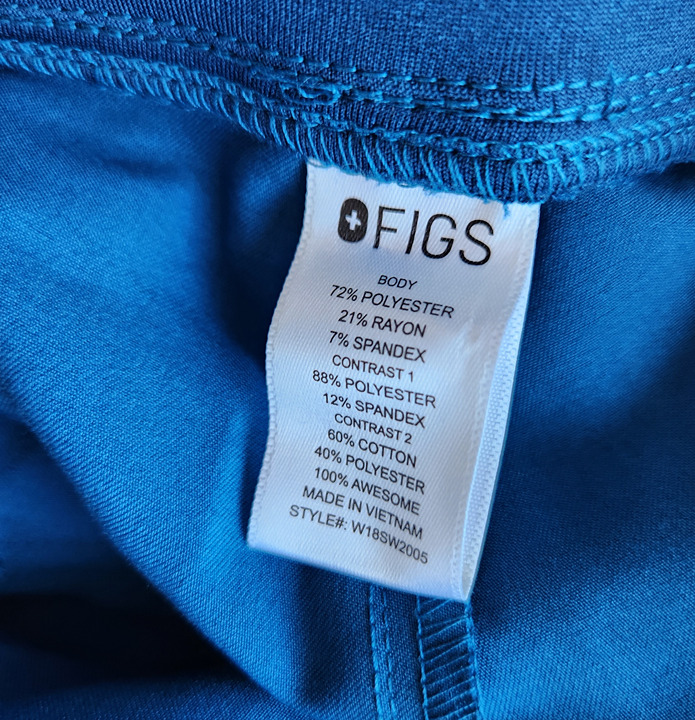 FIGS
BODY
72% POLYESTER
21% RAYON
7% SPANDEX
CONTRAST 1
88% POLYESTER
12% SPANDEX
CONTRAST 2
60% COTTON
40% POLYESTER
100% AWESOME
MADE IN VIETNAM
STYLE#: W18SW2005